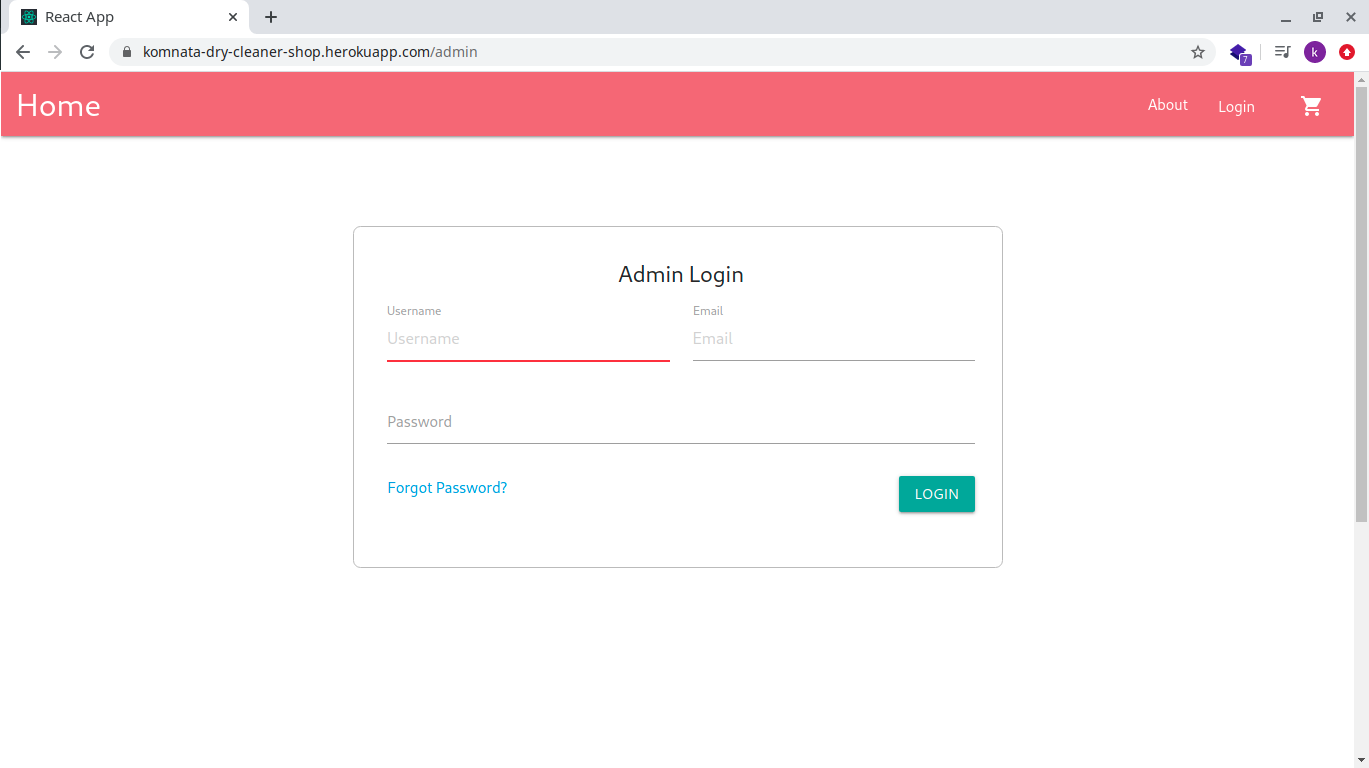 React App
komnata-dry-cleaner-shop.herokuapp.com/admin
7
k
Home
About
Login
Admin Login
Username
Email
Username
Email
Password
Forgot Password?
LOGIN